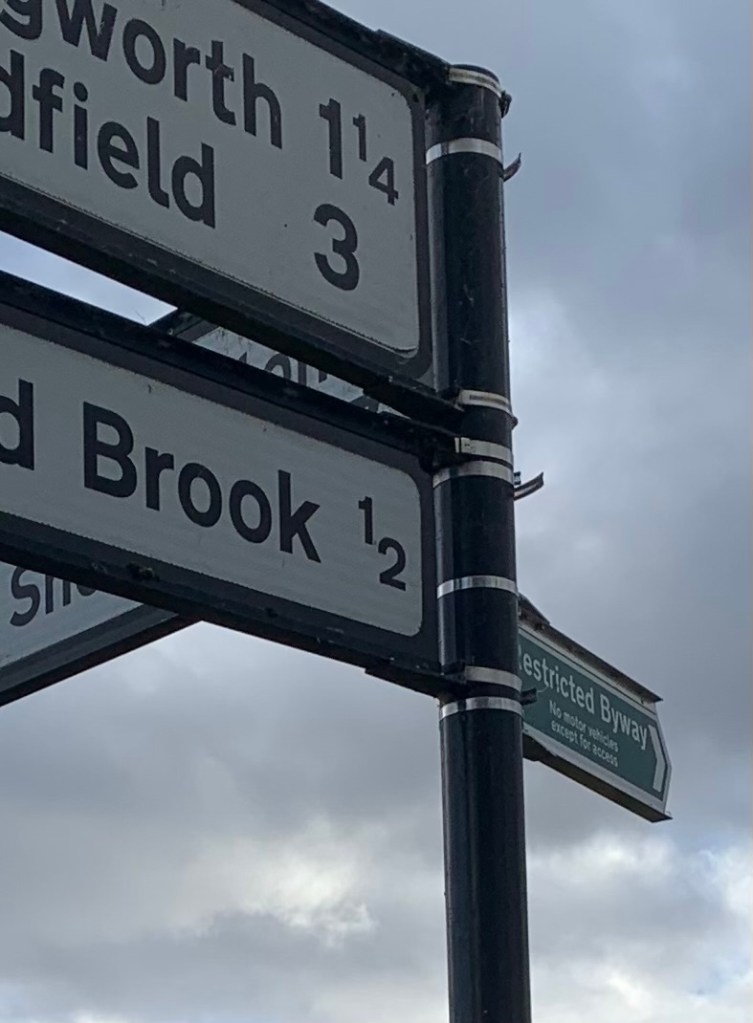 gworth 1¼
dfield 3
d Brook ½
Restricted Byway
No motor vehicles
except for access